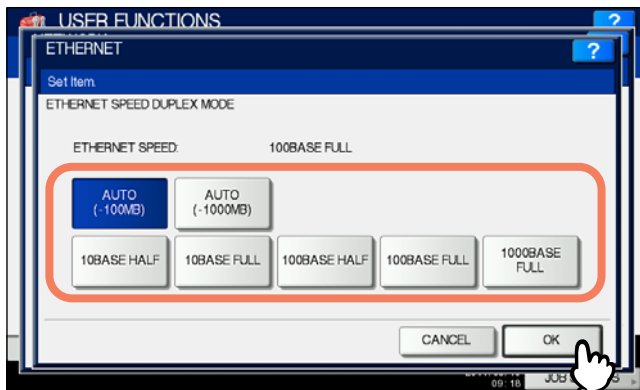 USER FUNCTIONS
?
ETHERNET
?
Set Item.
ETHERNET SPEED DUPLEX MODE
ETHERNET SPEED: 100BASE FULL
AUTO
(-100MB)
AUTO
(-1000MB)
10BASE HALF
10BASE FULL
100BASE HALF
100BASE FULL
1000BASE
FULL
CANCEL
OK
09:18
JOB